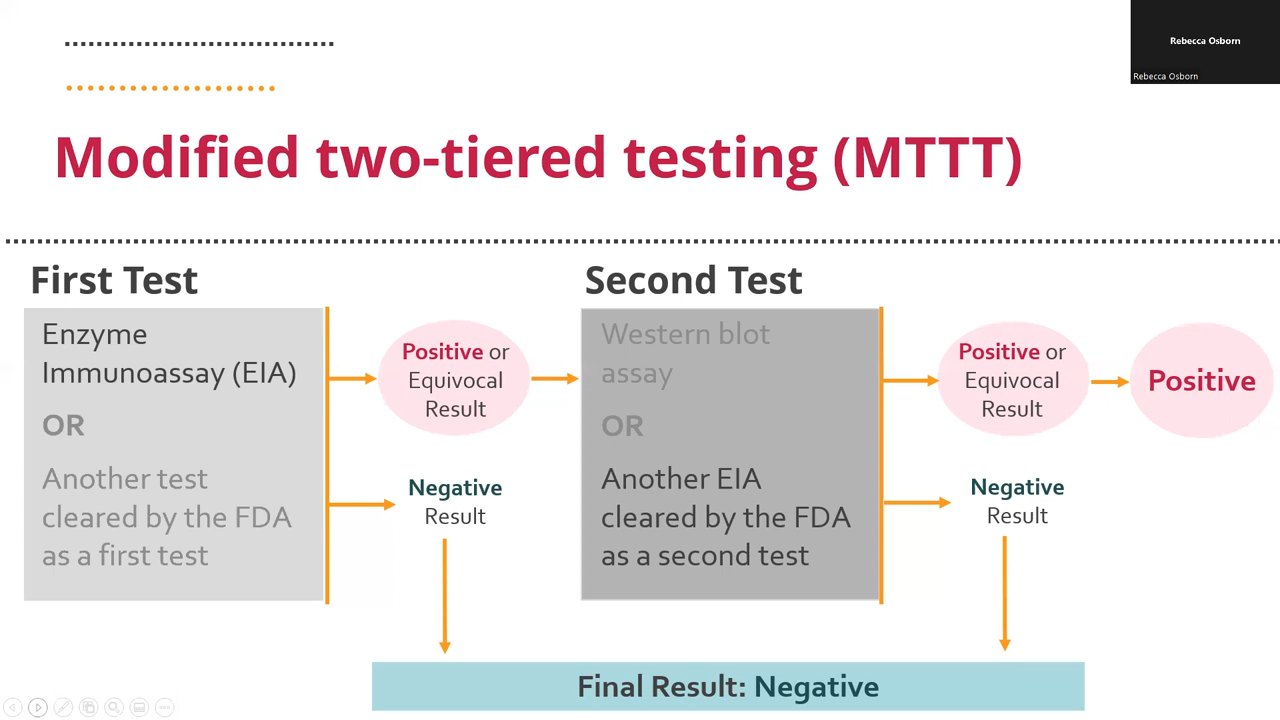 Rebecca Osborn
Rebecca Osborn
Modified two-tiered testing (MTTT)
First Test
Enzyme
Immunoassay (EIA)
OR
Another test
cleared by the FDA
as a first test
Positive or
Equivocal
Result
Negative
Result
Second Test
Western blot
assay
OR
Another EIA
cleared by the FDA
as a second test
Positive or
Equivocal
Result
Negative
Result
Positive
Final Result: Negative